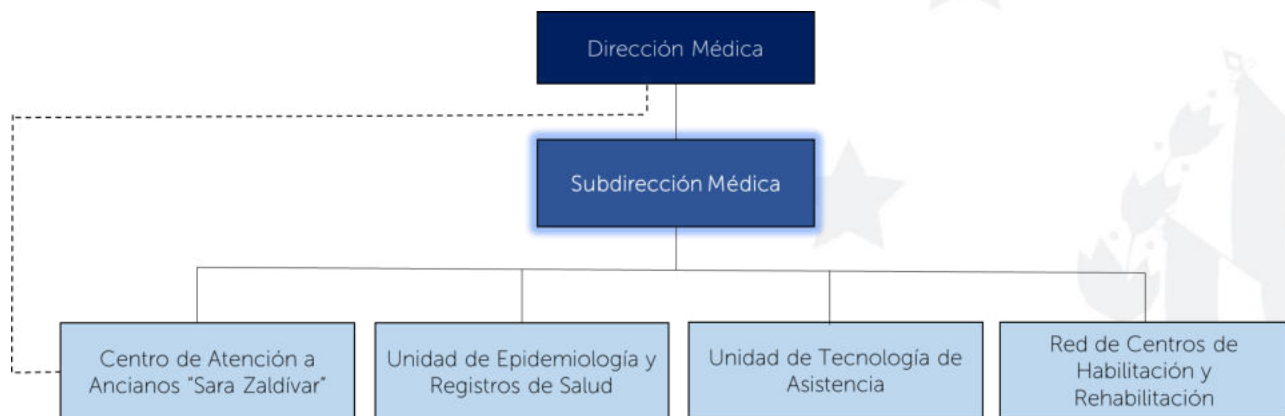 Dirección Médica
Subdirección Médica
Centro de Atención a
Ancianos “Sara Zaldívar”
Unidad de Epidemiología y
Registros de Salud
Unidad de Tecnología de
Asistencia
Red de Centros de
Habilitación y
Rehabilitación